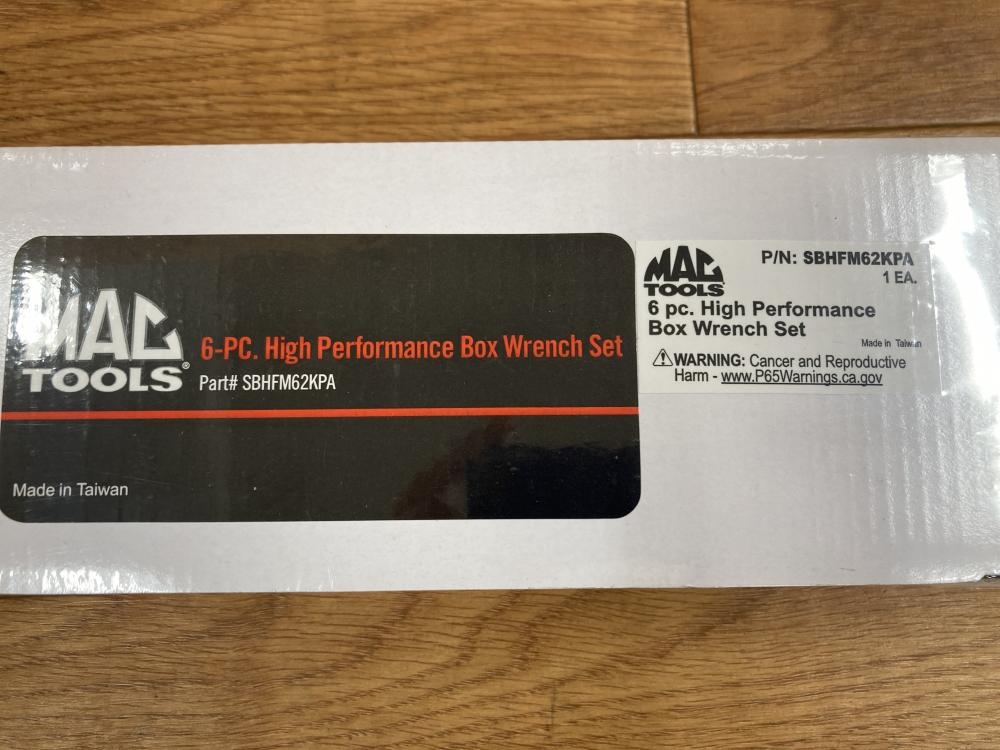 MAC
TOOLS®
6-PC. High Performance Box Wrench Set
Part# SBHFM62KPA
Made in Taiwan
MAC
TOOLS
P/N: SBHFM62KPA
1 EA.
6 pc. High Performance
Box Wrench Set
Made in Taiwan
WARNING: Cancer and Reproductive
Harm - www.P65Warnings.ca.gov